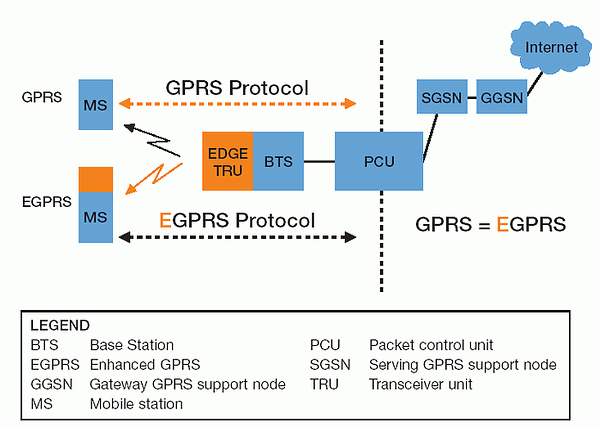 Internet
GPRS
MS
GPRS Protocol
SGSN
GGSN
EDGE
TRU
BTS
PCU
EGPRS
MS
EGPRS Protocol
GPRS = EGPRS
LEGEND
BTS Base Station
EGPRS Enhanced GPRS
GGSN Gateway GPRS support node
MS Mobile station
PCU Packet control unit
SGSN Serving GPRS support node
TRU Transceiver unit